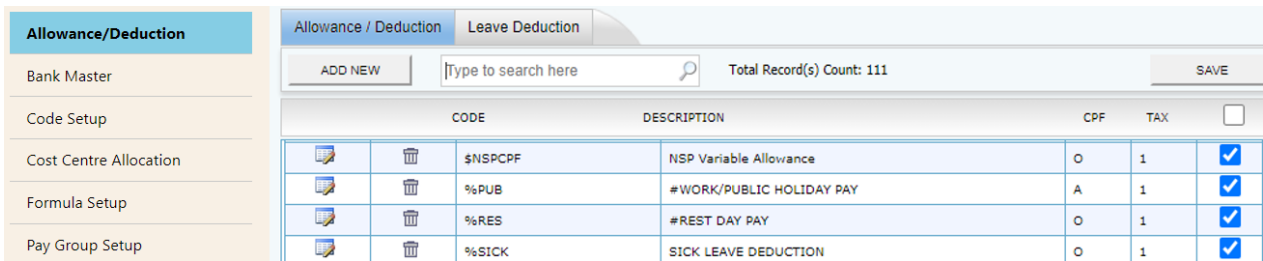 Allowance/Deduction
Bank Master
Code Setup
Cost Centre Allocation
Formula Setup
Pay Group Setup
Allowance / Deduction Leave Deduction
ADD NEW Type to search here Total Record(s) Count: 111 SAVE
CODE DESCRIPTION CPF TAX
$NSPCPF NSP Variable Allowance O 1
%PUB #WORK/PUBLIC HOLIDAY PAY A 1
%RES #REST DAY PAY O 1
%SICK SICK LEAVE DEDUCTION O 1